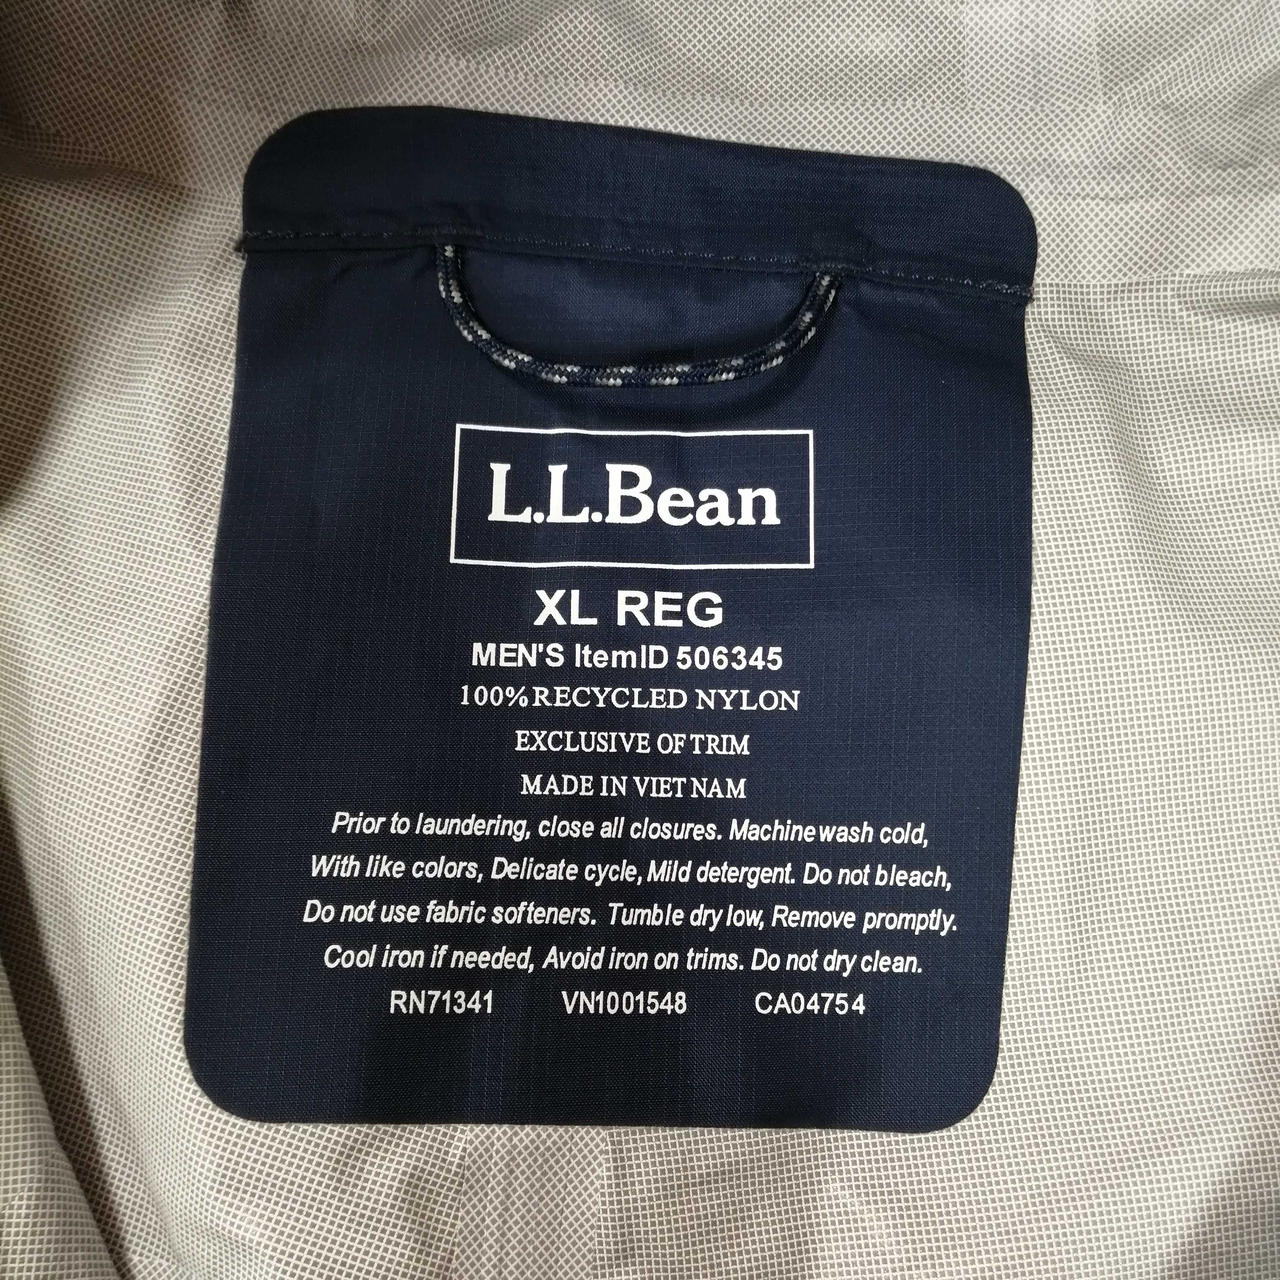 L.L.Bean
XL REG
MEN'S ItemID 506345
100% RECYCLED NYLON
EXCLUSIVE OF TRIM
MADE IN VIET NAM
Prior to laundering, close all closures. Machine wash cold,
With like colors, Delicate cycle, Mild detergent. Do not bleach,
Do not use fabric softeners. Tumble dry low, Remove promptly.
Cool iron if needed, Avoid iron on trims. Do not dry clean.
RN71341 VN1001548 CA04754